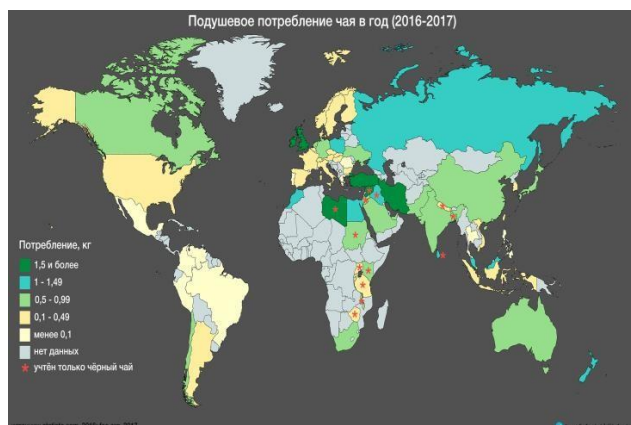 Подушевое потребление чая в год (2016-2017)
Потребление, кг
1,5 и более
1 - 1,49
0,5 - 0,99
0,1 - 0,49
менее 0,1
нет данных
учтён только чёрный чай